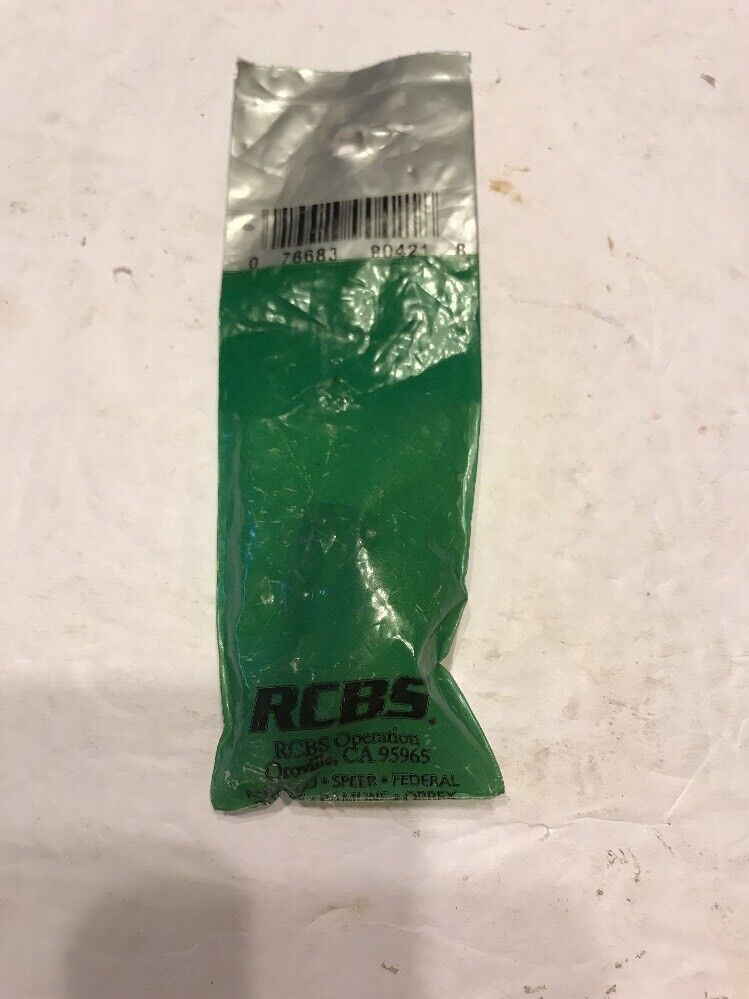 0 76683 80421 8
RCBS.
RCBS Operation
Oroville, CA 95965
• SPEER • FEDERAL